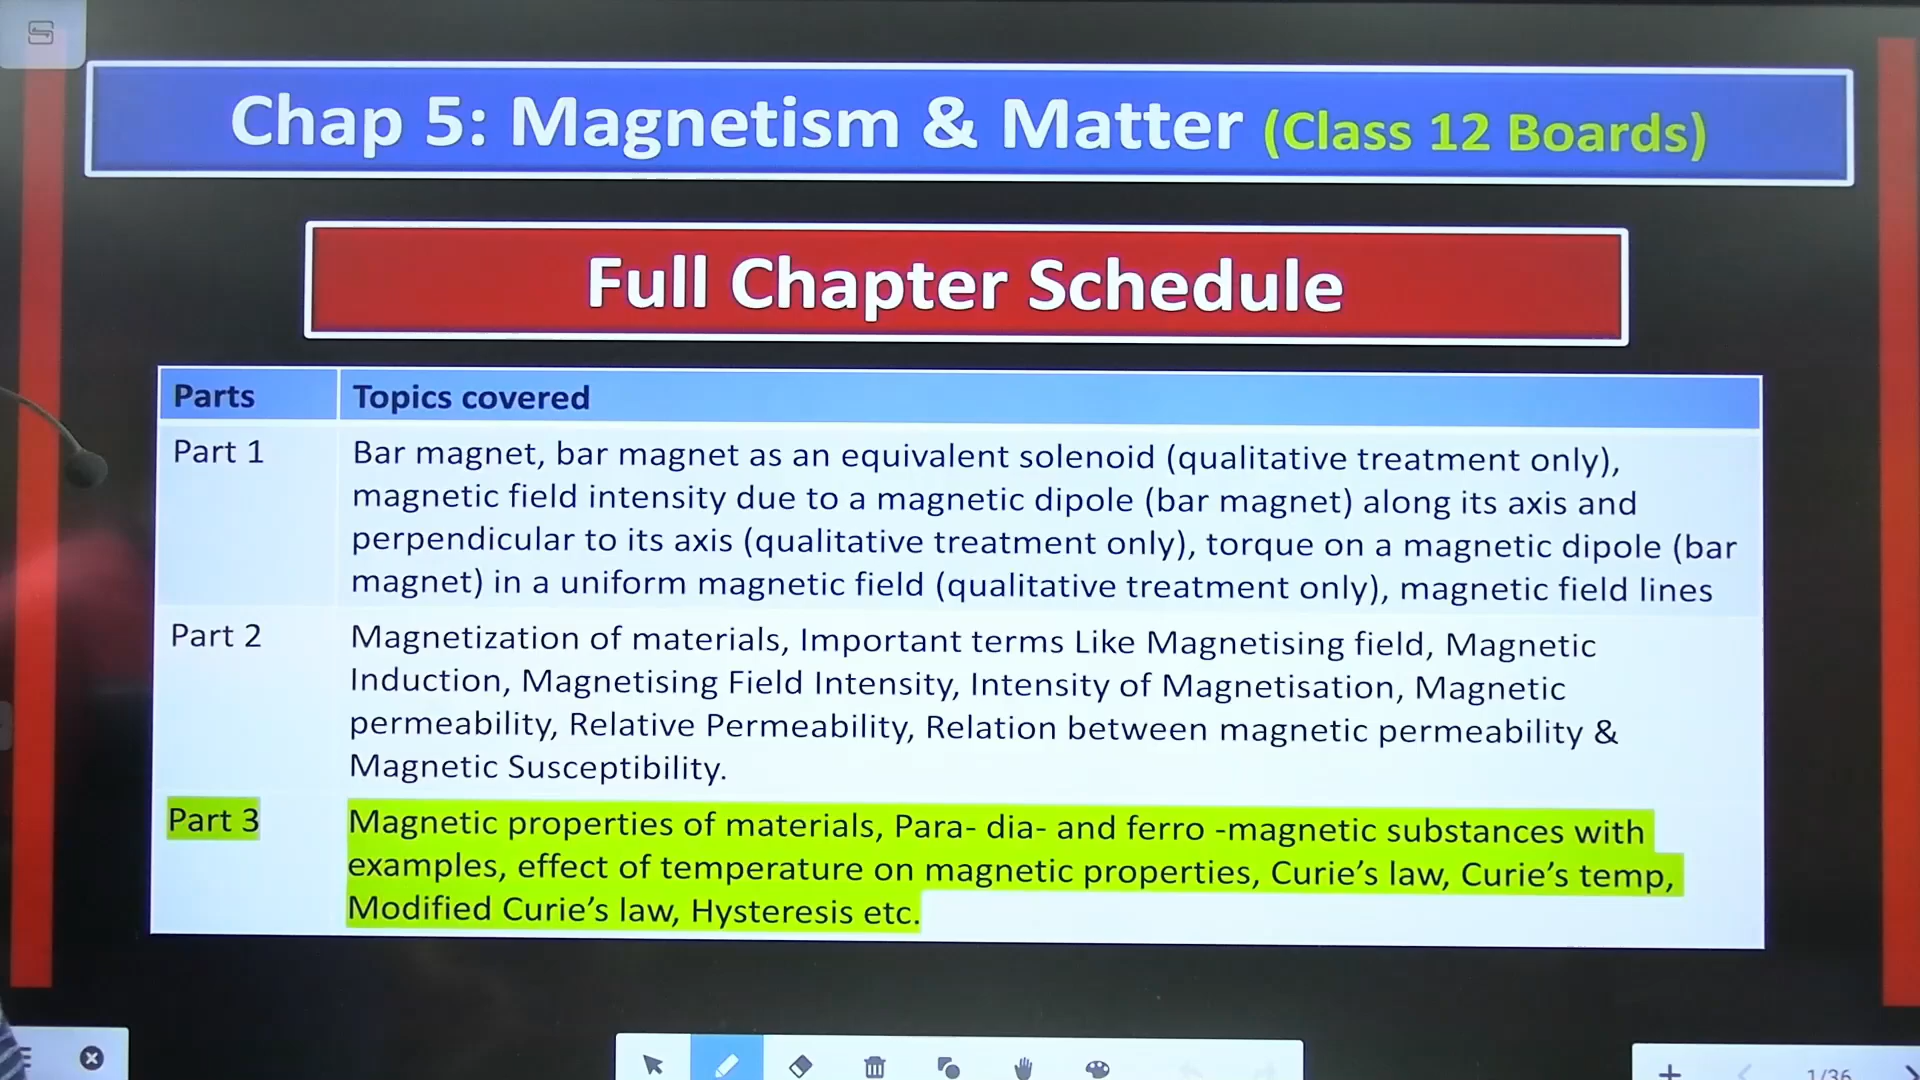 Chap 5: Magnetism & Matter (Class 12 Boards)
Full Chapter Schedule
Parts Topics covered
Part 1 Bar magnet, bar magnet as an equivalent solenoid (qualitative treatment only),
magnetic field intensity due to a magnetic dipole (bar magnet) along its axis and
perpendicular to its axis (qualitative treatment only), torque on a magnetic dipole (bar
magnet) in a uniform magnetic field (qualitative treatment only), magnetic field lines
Part 2 Magnetization of materials, Important terms Like Magnetising field, Magnetic
Induction, Magnetising Field Intensity, Intensity of Magnetisation, Magnetic
permeability, Relative Permeability, Relation between magnetic permeability &
Magnetic Susceptibility.
Part 3 Magnetic properties of materials, Para- dia- and ferro -magnetic substances with
examples, effect of temperature on magnetic properties, Curie's law, Curie's temp,
Modified Curie's law, Hysteresis etc.
1/36